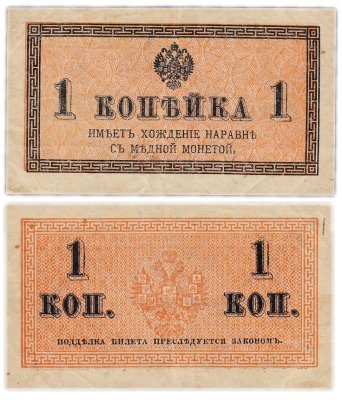 1 КОПѢЙКА 1
ИМѢЕТЪ ХОЖДЕНІЕ НАРАВНѢ
СЪ МѢДНОЙ МОНЕТОЙ.
1 1
КОП. КОП.
ПОДДѢЛКА БИЛЕТА ПРЕСЛѢДУЕТСЯ ЗАКОНОМЪ.